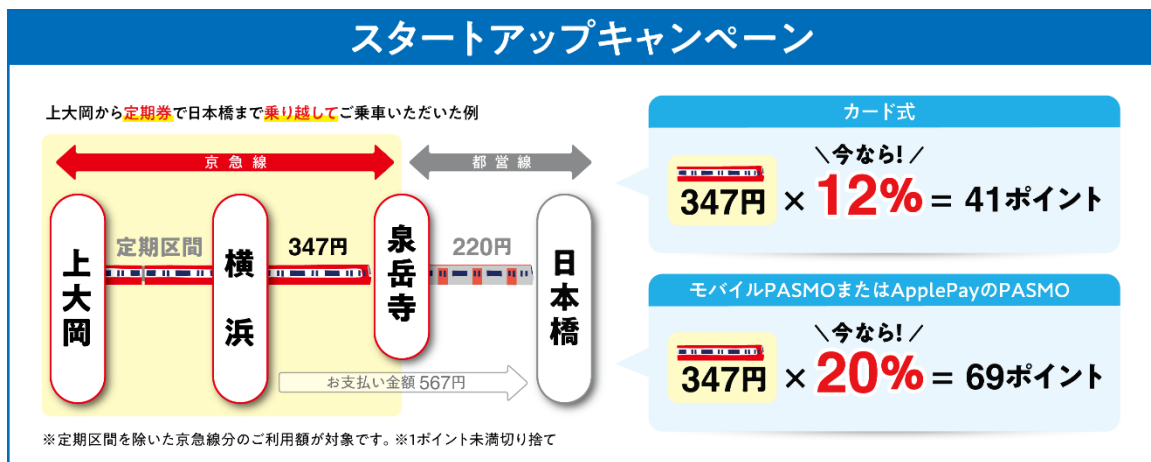 スタートアップキャンペーン
上大岡から定期券で日本橋まで乗り越してご乗車いただいた例
京急線
都営線
上大岡
定期区間
横浜
347円
泉岳寺
220円
日本橋
お支払い金額567円
※定期区間を除いた京急線分のご利用額が対象です。※1ポイント未満切り捨て
カード式
\今なら!/
347円 × 12% = 41ポイント
モバイルPASMOまたはApplePayのPASMO
\今なら!/
347円 × 20% = 69ポイント